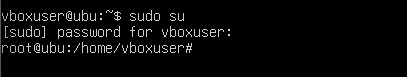 vboxuser@ubu:~$ sudo su
[sudo] password for vboxuser:
root@ubu:/home/vboxuser#